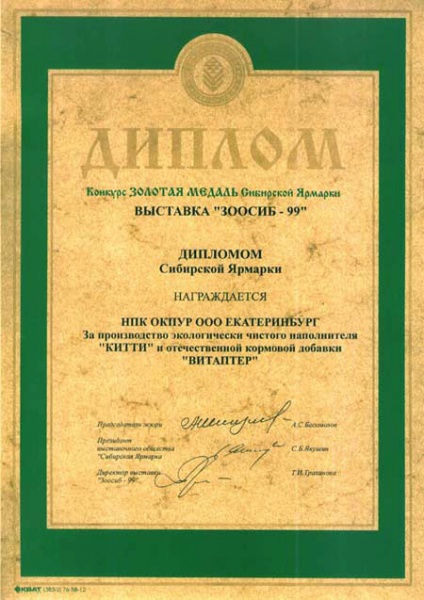 ДИПЛОМ
Конкурс ЗОЛОТАЯ МЕДАЛЬ Сибирской Ярмарки
ВЫСТАВКА "ЗООСИБ - 99"
ДИПЛОМОМ
Сибирской Ярмарки
НАГРАЖДАЕТСЯ
НПК ОКПУР ООО ЕКАТЕРИНБУРГ
За производство экологически чистого наполнителя
"КИТТИ" и отечественной кормовой добавки
"ВИТАПТЕР"
Председатель жюри
Президент
выставочного общества
"Сибирская Ярмарка
С.Б.Якушин
Директор выставки
"Зоосиб - 99"
КВАТ